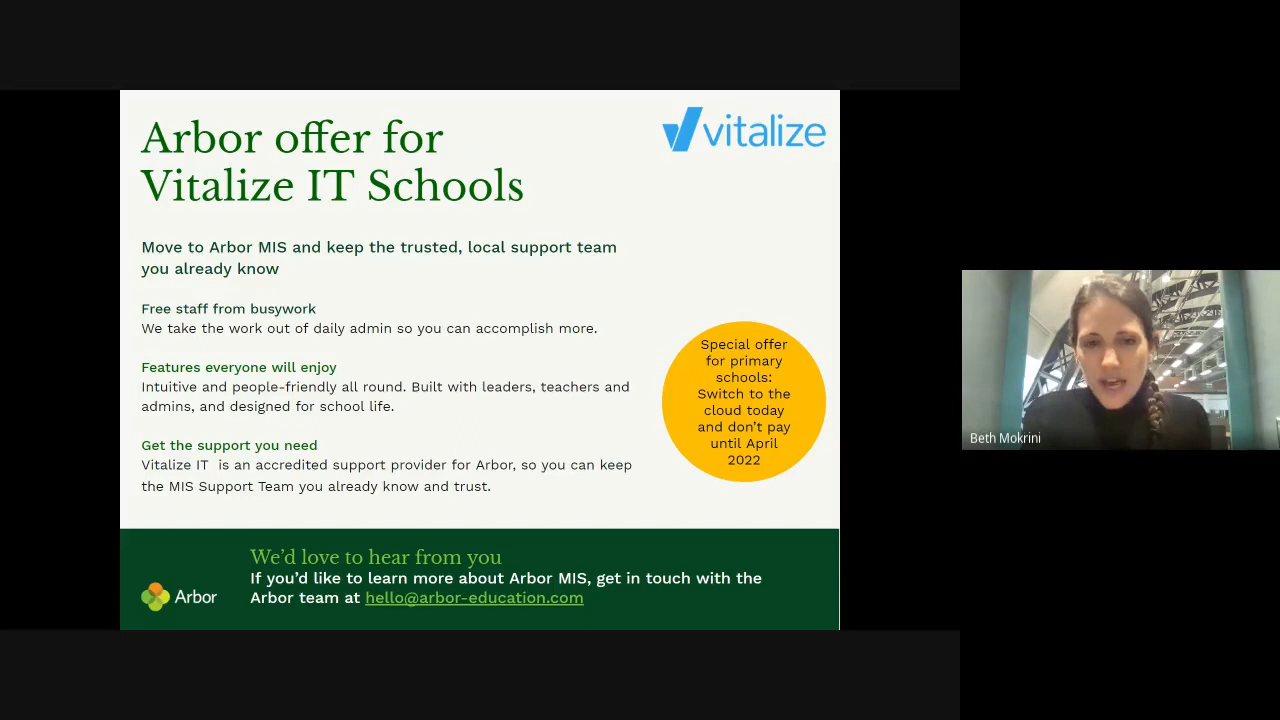 Arbor offer for
Vitalize IT Schools
vitalize
Move to Arbor MIS and keep the trusted, local support team
you already know
Free staff from busywork
We take the work out of daily admin so you can accomplish more.
Features everyone will enjoy
Intuitive and people-friendly all round. Built with leaders, teachers and
admins, and designed for school life.
Get the support you need
Vitalize IT is an accredited support provider for Arbor, so you can keep
the MIS Support Team you already know and trust.
Special offer
for primary
schools:
Switch to the
cloud today
and don't pay
until April
2022
We'd love to hear from you
If you'd like to learn more about Arbor MIS, get in touch with the
Arbor team at hello@arbor-education.com
Arbor
Beth Mokrini